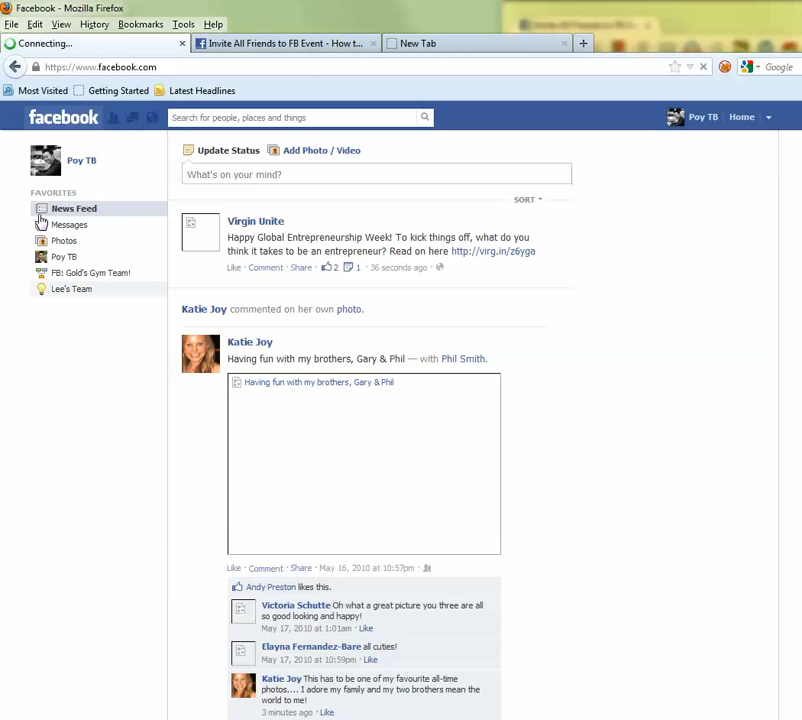 Facebook - Mozilla Firefox
File Edit View History Bookmarks Tools Help
Connecting... × Invite All Friends to FB Event - How t... × New Tab × +
https://www.facebook.com Google
Most Visited Getting Started Latest Headlines
facebook Search for people, places and things Poy TB Home
Poy TB
FAVORITES
News Feed
Messages
Photos
Poy TB
FB: Gold's Gym Team!
Lee's Team
Update Status Add Photo / Video
What's on your mind?
SORT
Virgin Unite
Happy Global Entrepreneurship Week! To kick things off, what do you
think it takes to be an entrepreneur? Read on here http://virg.in/z6yga
Like · Comment · Share · 2 1 · 36 seconds ago ·
Katie Joy commented on her own photo.
Katie Joy
Having fun with my brothers, Gary & Phil — with Phil Smith.
Having fun with my brothers, Gary & Phil
Like · Comment · Share · May 16, 2010 at 10:57pm ·
Andy Preston likes this.
Victoria Schutte Oh what a great picture you three are all
so good looking and happy!
May 17, 2010 at 1:01am · Like
Elayna Fernandez-Bare all cuties!
May 17, 2010 at 10:59pm · Like
Katie Joy This has to be one of my favourite all-time
photos.... I adore my family and my two brothers mean the
world to me!
3 minutes ago · Like